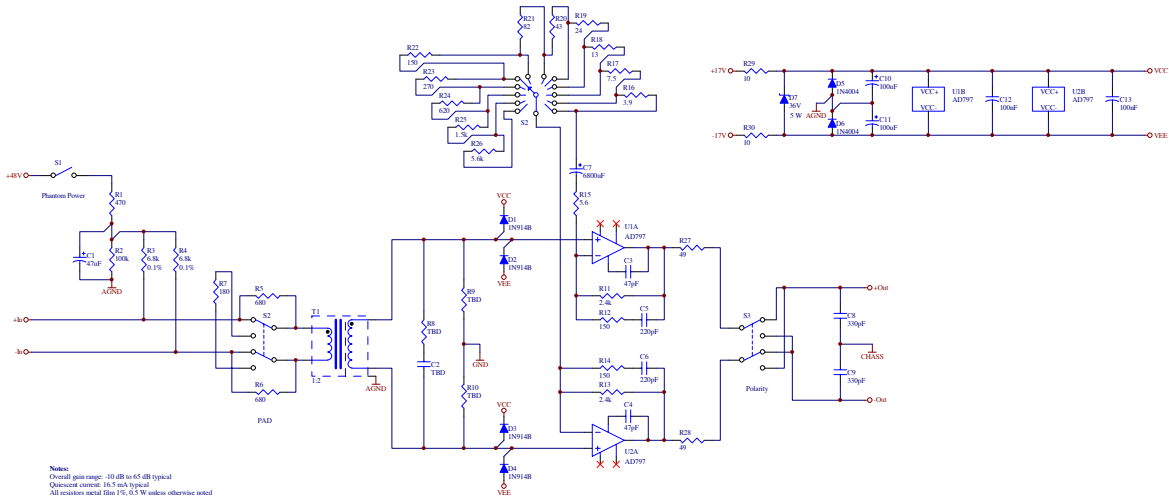 R21
82
R20
43
R19
24
R18
13
R17
7.5
R16
3.9
R22
150
R23
270
R24
620
R25
1.5k
R26
5.6k
S2
+17V
R29
10
D7
36V
5 W
D5
1N4004
AGND
D6
1N4004
C10
100uF
C11
100uF
VCC+
VCC-
U1B
AD797
C12
100uF
VCC+
VCC-
U2B
AD797
C13
100uF
VCC
VEE
-17V
R30
10
S1
+48V
Phantom Power
R1
470
C1
47uF
R2
100k
R3
6.8k
0.1%
R4
6.8k
0.1%
AGND
R7
180
R5
680
+In
-In
S2
R6
680
PAD
T1
1:2
AGND
VCC
D1
1N914B
D2
1N914B
VEE
R8
TBD
C2
TBD
R9
TBD
GND
R10
TBD
VCC
D3
1N914B
D4
1N914B
VEE
C7
6800uF
R15
5.6
U1A
AD797
C3
47pF
R11
2.4k
R12
150
C5
220pF
R14
150
C6
220pF
R13
2.4k
C4
47pF
U2A
AD797
R27
49
R28
49
S3
Polarity
+Out
C8
330pF
CHASS
C9
330pF
-Out
Notes:
Overall gain range: -10 dB to 65 dB typical
Quiescent current: 16.5 mA typical
All resistors metal film 1%, 0.5 W unless otherwise noted